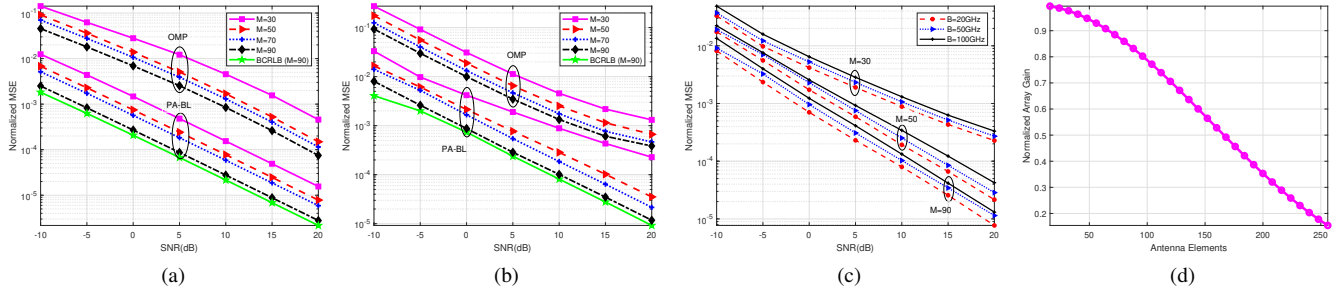 10^-1
10^-2
10^-3
10^-4
10^-5
Normalized MSE
-10
-5
0
5
10
15
20
SNR(dB)
M=30
M=50
M=70
M=90
BCRLB (M=90)
OMP
PA-BL
(a)
10^-1
10^-2
10^-3
10^-4
10^-5
Normalized MSE
-10
-5
0
5
10
15
20
SNR(dB)
M=30
M=50
M=70
M=90
BCRLB (M=90)
OMP
PA-BL
(b)
10^-2
10^-3
10^-4
10^-5
Normalized MSE
-10
-5
0
5
10
15
20
SNR(dB)
B=20GHz
B=50GHz
B=100GHz
M=30
M=50
M=90
(c)
0.9
0.8
0.7
0.6
0.5
0.4
0.3
0.2
Normalized Array Gain
50
100
150
200
250
Antenna Elements
(d)